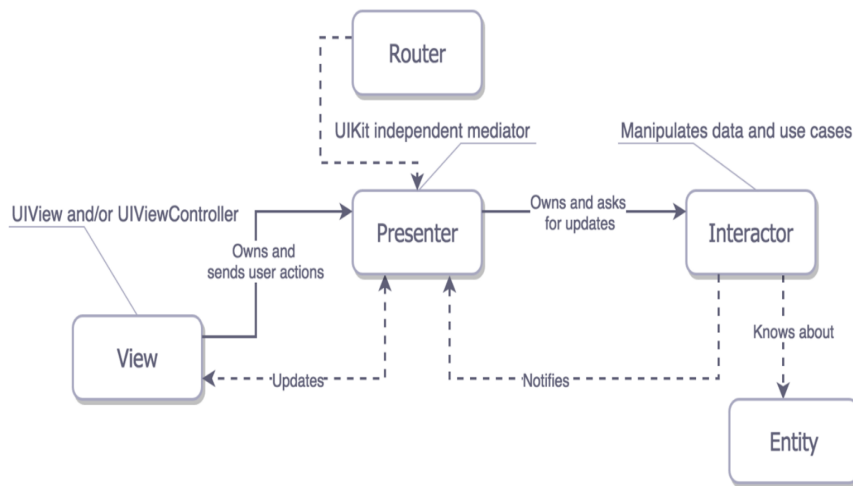 Router
UIKit independent mediator
Manipulates data and use cases
UIView and/or UIViewController
Presenter
Owns and asks
for updates
Interactor
Owns and
sends user actions
View
Updates
Notifies
Knows about
Entity